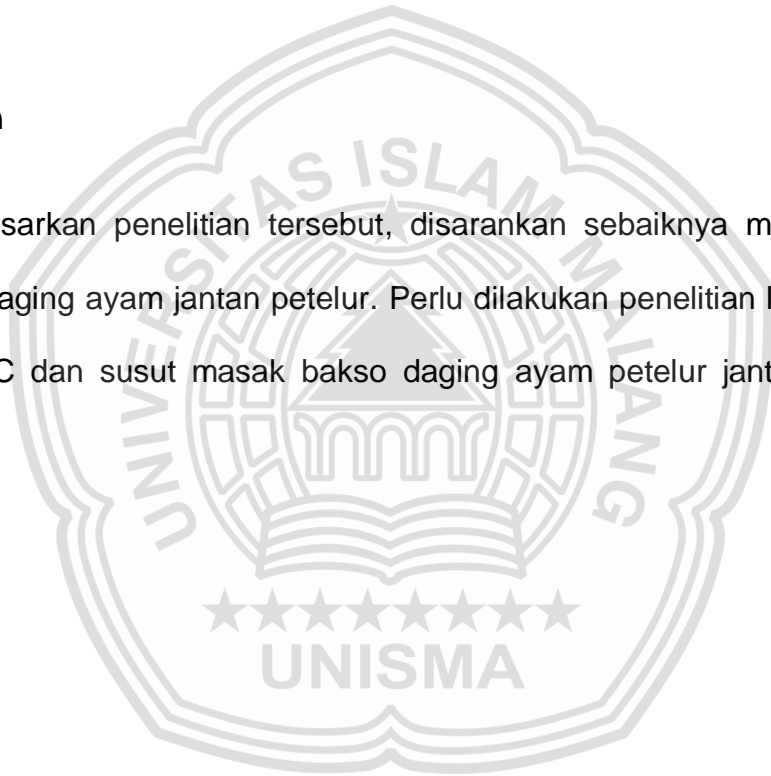 n
sarkan penelitian tersebut, disarankan sebaiknya m
aging ayam jantan petelur. Perlu dilakukan penelitian l
C dan susut masak bakso daging ayam petelur jant
UNIVERSITAS ISLAM MALANG
UNISMA